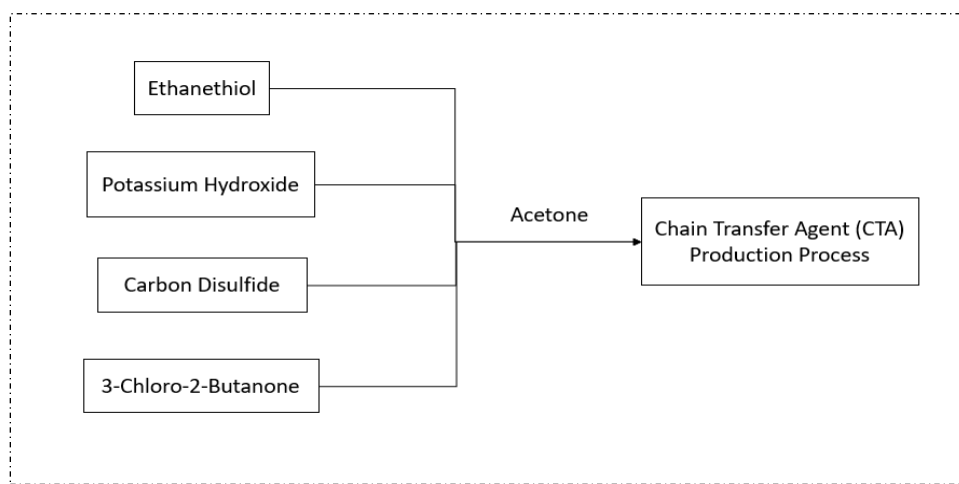 Ethanethiol
Potassium Hydroxide
Carbon Disulfide
3-Chloro-2-Butanone
Acetone
Chain Transfer Agent (CTA)
Production Process